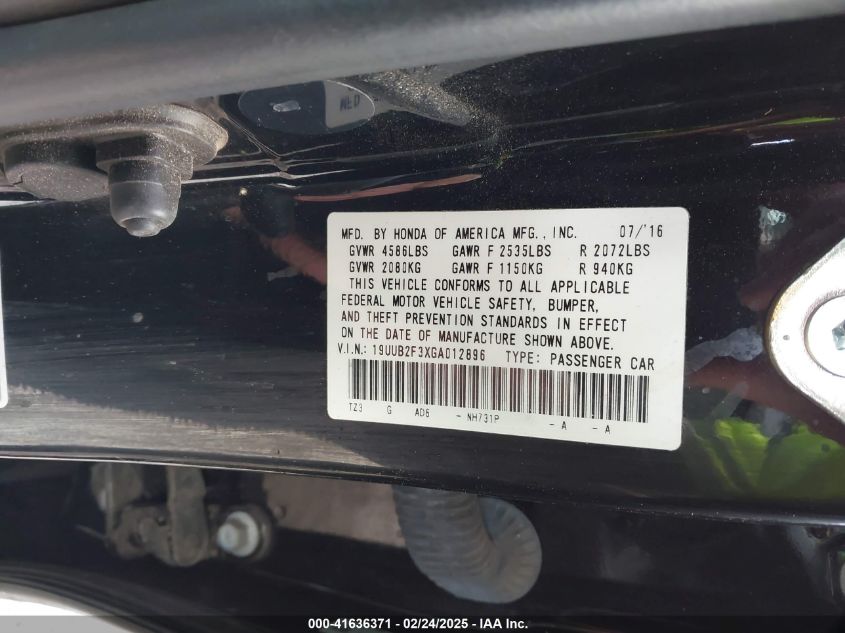 WED
MFD. BY HONDA OF AMERICA MFG., INC. 07/'16
GVWR 4586LBS GAWR F 2535LBS R 2072LBS
GVWR 2080KG GAWR F 1150KG R 940KG
THIS VEHICLE CONFORMS TO ALL APPLICABLE
FEDERAL MOTOR VEHICLE SAFETY, BUMPER,
AND THEFT PREVENTION STANDARDS IN EFFECT
ON THE DATE OF MANUFACTURE SHOWN ABOVE.
V.I.N.: 19UUB2F3XGA012896 TYPE: PASSENGER CAR
TZ3 G AD6 - NH731P - A - A
000-41636371 - 02/24/2025 - IAA Inc.